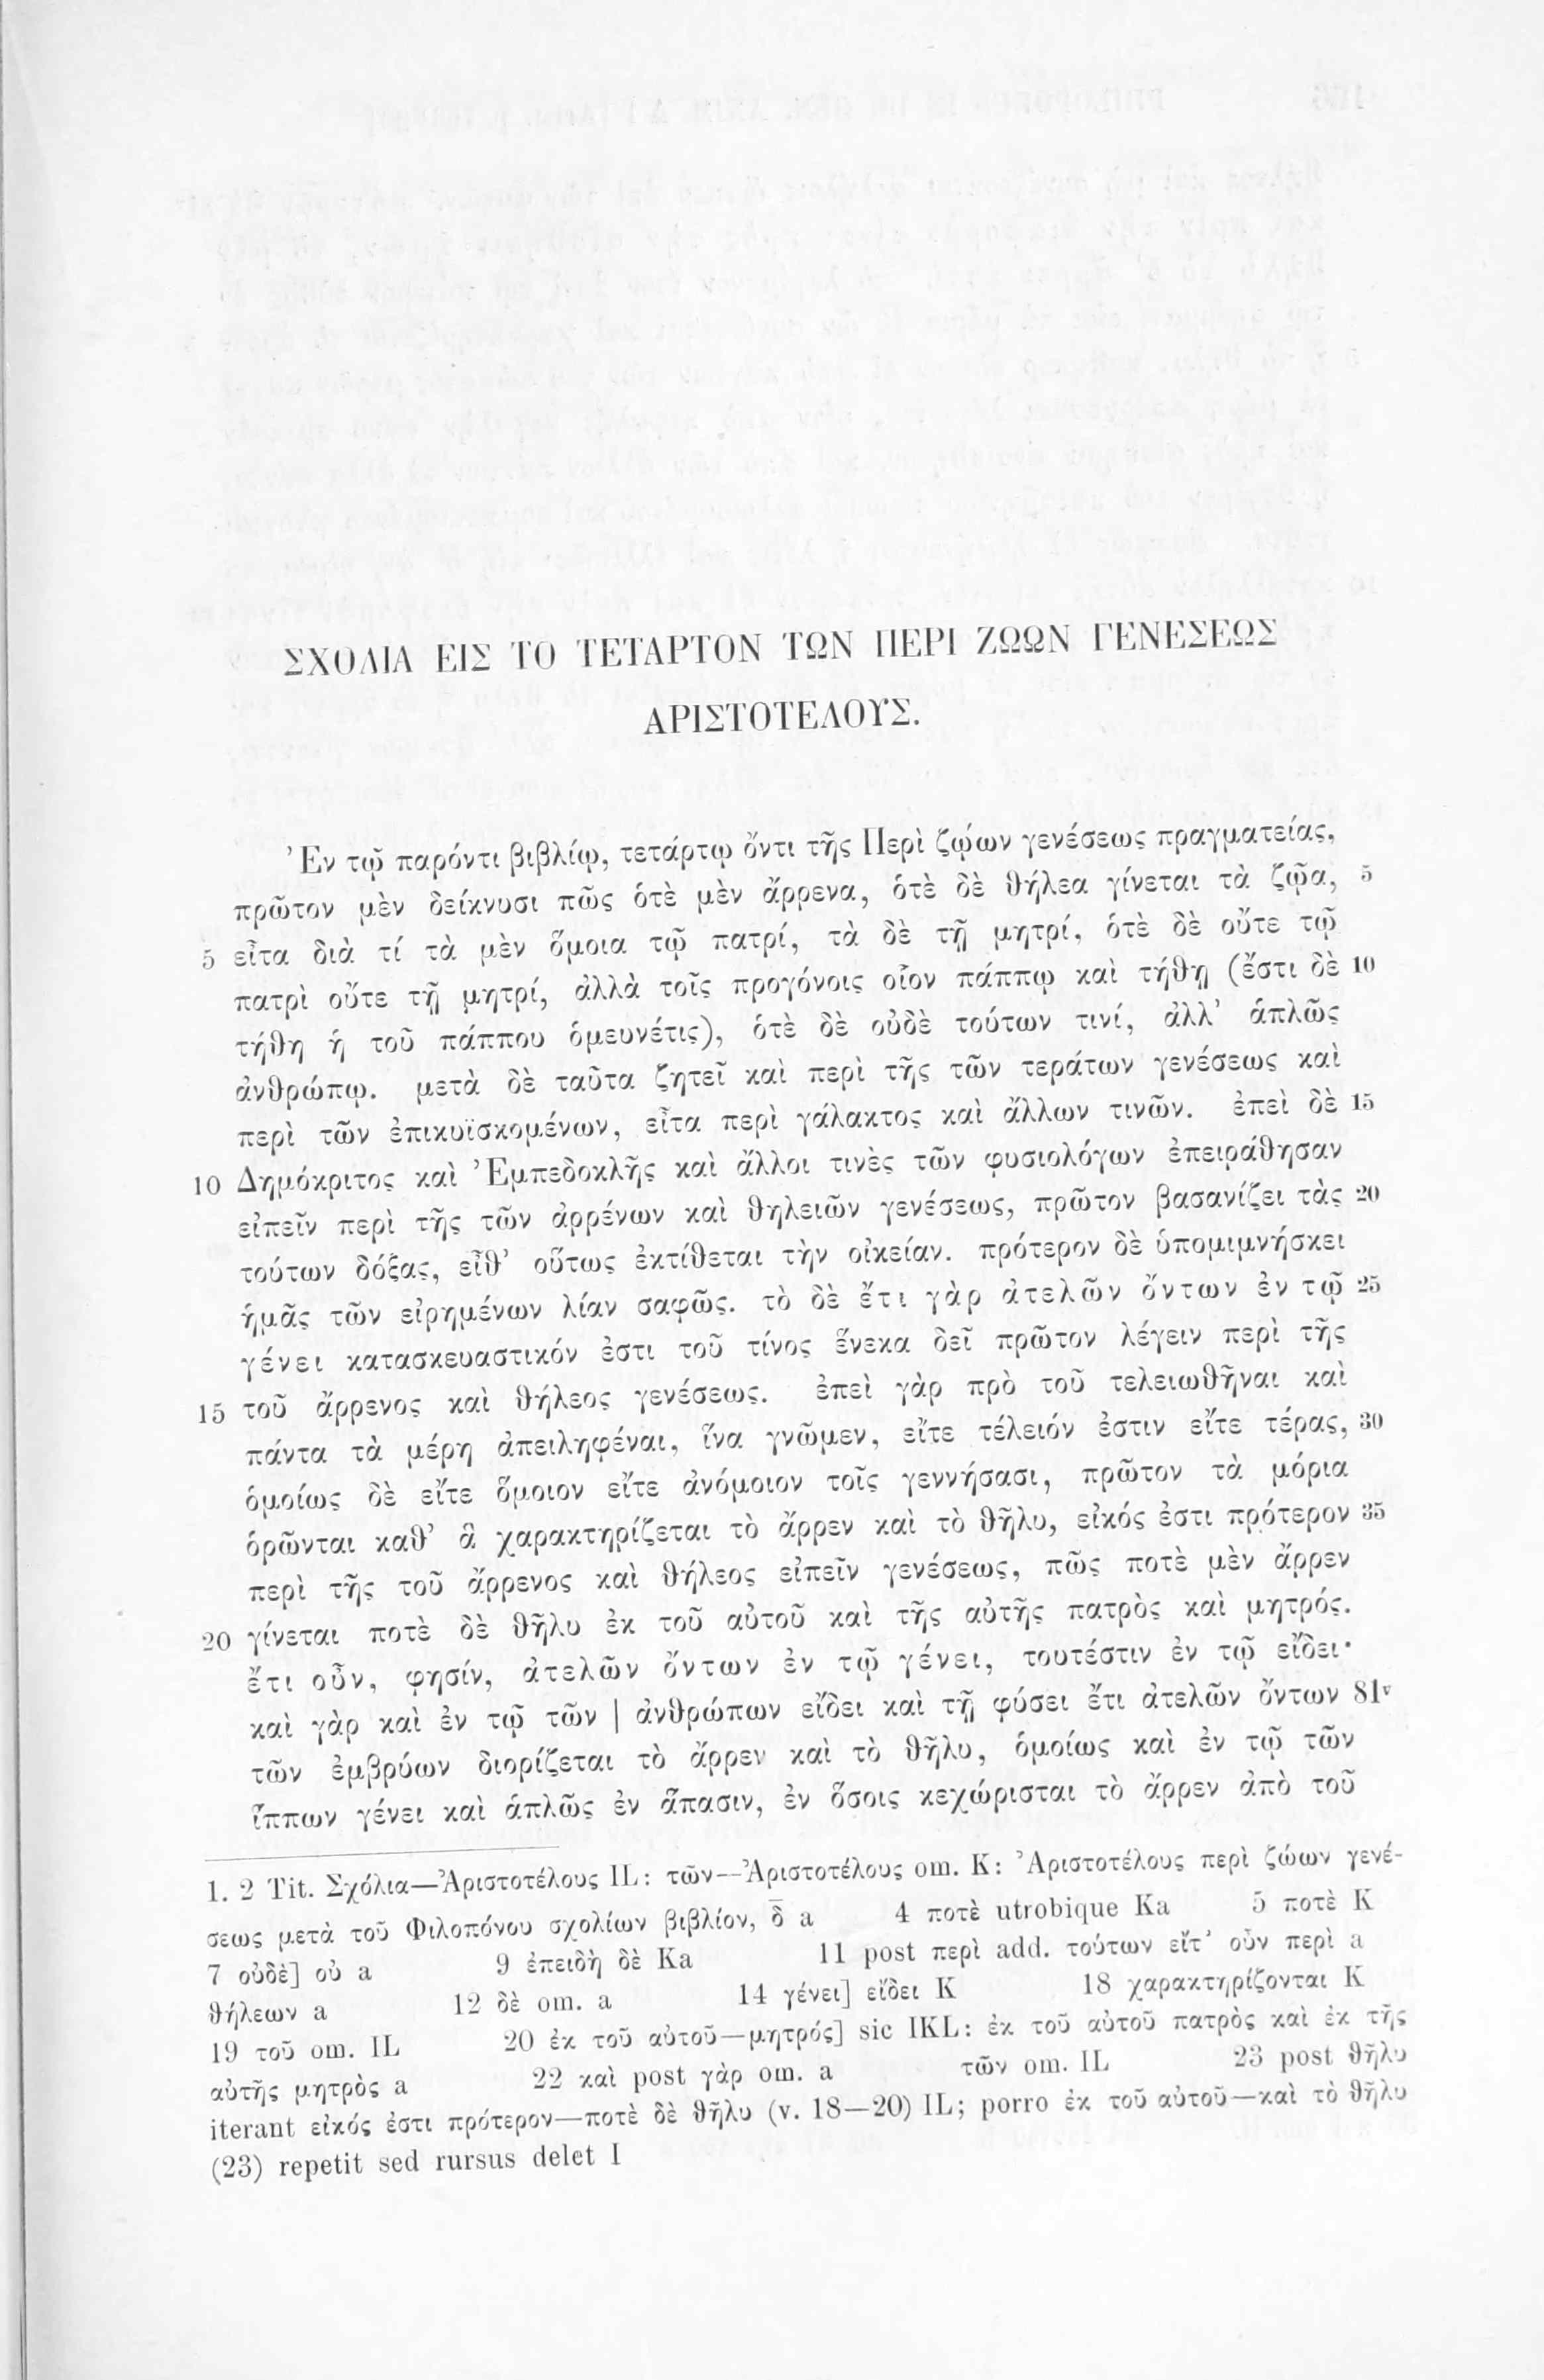 ΣΧΟΛΙΑ ΕΙΣ ΤΟ ΤΕΤΑΡΤΟΝ ΤΩΝ ΠΕΡΙ ΖΩΩΝ ΓΕΝΕΣΕΩΣ
ΑΡΙΣΤΟΤΕΛΟΥΣ.
Ἐν τῷ παρόντι βιβλίῳ, τετάρτῳ ὄντι τῆς Περὶ ζῴων γενέσεως πραγματείας,
πρῶτον μὲν δείκνυσι πῶς ὁτὲ μὲν ἄρρενα, ὁτὲ δὲ θήλεα γίνεται τὰ ζῷα, 5
5 εἶτα διὰ τί τὰ μὲν ὅμοια τῷ πατρί, τὰ δὲ τῇ μητρί, ὁτὲ δὲ οὔτε τῷ
πατρὶ οὔτε τῇ μητρί, ἀλλὰ τοῖς προγόνοις οἷον πάππῳ καὶ τήθῃ (ἔστι δὲ 10
τήθη ἡ τοῦ πάππου ὁμευνέτις), ὁτὲ δὲ οὐδὲ τούτων τινί, ἀλλ’ ἁπλῶς
ἀνθρώπῳ. μετὰ δὲ ταῦτα ζητεῖ καὶ περὶ τῆς τῶν τεράτων γενέσεως καὶ
περὶ τῶν ἐπικυϊσκομένων, εἶτα περὶ γάλακτος καὶ ἄλλων τινῶν. ἐπεὶ δὲ 15
10 Δημόκριτος καὶ Ἐμπεδοκλῆς καὶ ἄλλοι τινὲς τῶν φυσιολόγων ἐπειράθησαν
εἰπεῖν περὶ τῆς τῶν ἀρρένων καὶ θηλειῶν γενέσεως, πρῶτον βασανίζει τὰς 20
τούτων δόξας, εἶθ’ οὕτως ἐκτίθεται τὴν οἰκείαν. πρότερον δὲ ὑπομιμνήσκει
ἡμᾶς τῶν εἰρημένων λίαν σαφῶς. τὸ δὲ ἔτι γὰρ ἀτελῶν ὄντων ἐν τῷ 25
γένει κατασκευαστικόν ἐστι τοῦ τίνος ἕνεκα δεῖ πρῶτον λέγειν περὶ τῆς
15 τοῦ ἄρρενος καὶ θήλεος γενέσεως. ἐπεὶ γὰρ πρὸ τοῦ τελειωθῆναι καὶ
πάντα τὰ μέρη ἀπειληφέναι, ἵνα γνῶμεν, εἴτε τέλειόν ἐστιν εἴτε τέρας, 30
ὁμοίως δὲ εἴτε ὅμοιον εἴτε ἀνόμοιον τοῖς γεννήσασι, πρῶτον τὰ μόρια
ὁρῶνται καθ’ ἃ χαρακτηρίζεται τὸ ἄρρεν καὶ τὸ θῆλυ, εἰκός ἐστι πρότερον 35
περὶ τῆς τοῦ ἄρρενος καὶ θήλεος εἰπεῖν γενέσεως, πῶς ποτὲ μὲν ἄρρεν
20 γίνεται ποτὲ δὲ θῆλυ ἐκ τοῦ αὐτοῦ καὶ τῆς αὐτῆς πατρὸς καὶ μητρός.
ἔτι οὖν, φησίν, ἀτελῶν ὄντων ἐν τῷ γένει, τουτέστιν ἐν τῷ εἴδει·
καὶ γὰρ καὶ ἐν τῷ τῶν | ἀνθρώπων εἴδει καὶ τῇ φύσει ἔτι ἀτελῶν ὄντων 81v
τῶν ἐμβρύων διορίζεται τὸ ἄρρεν καὶ τὸ θῆλυ, ὁμοίως καὶ ἐν τῷ τῶν
ἵππων γένει καὶ ἁπλῶς ἐν ἅπασιν, ἐν ὅσοις κεχώρισται τὸ ἄρρεν ἀπὸ τοῦ
1. 2 Tit. Σχόλια—Ἀριστοτέλους IL: τῶν—Ἀριστοτέλους om. K: Ἀριστοτέλους περὶ ζώων γενέ-
σεως μετὰ τοῦ Φιλοπόνου σχολίων βιβλίον, δ̅ a 4 ποτὲ utrobique Ka 5 ποτὲ K
7 οὐδὲ] οὐ a 9 ἐπειδὴ δὲ Ka 11 post περὶ add. τούτων εἴτ’ οὖν περὶ a
θήλεων a 12 δὲ om. a 14 γένει] εἴδει K 18 χαρακτηρίζονται K
19 τοῦ om. IL 20 ἐκ τοῦ αὐτοῦ—μητρός] sic IKL: ἐκ τοῦ αὐτοῦ πατρὸς καὶ ἐκ τῆς
αὐτῆς μητρὸς a 22 καὶ post γὰρ om. a τῶν om. IL 23 post θῆλυ
iterant εἰκός ἐστι πρότερον—ποτὲ δὲ θῆλυ (v. 18—20) IL; porro ἐκ τοῦ αὐτοῦ—καὶ τὸ θῆλυ
(23) repetit sed rursus delet I